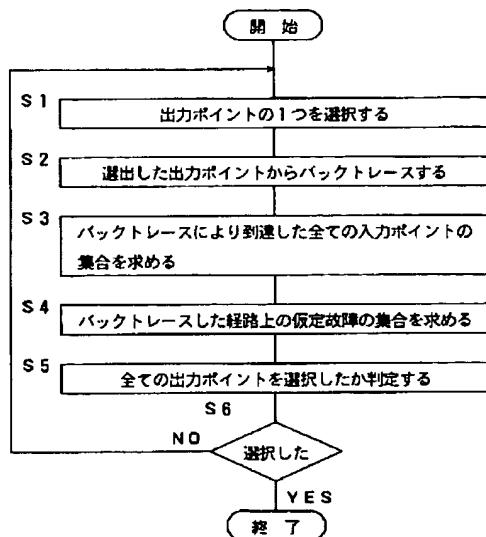 開 始
S1
出力ポイントの1つを選択する
S2
選出した出力ポイントからバックトレースする
S3
バックトレースにより到達した全ての入力ポイントの
集合を求める
S4
バックトレースした経路上の仮定故障の集合を求める
S5
全ての出力ポイントを選択したか判定する
S6
NO
選択した
YES
終 了